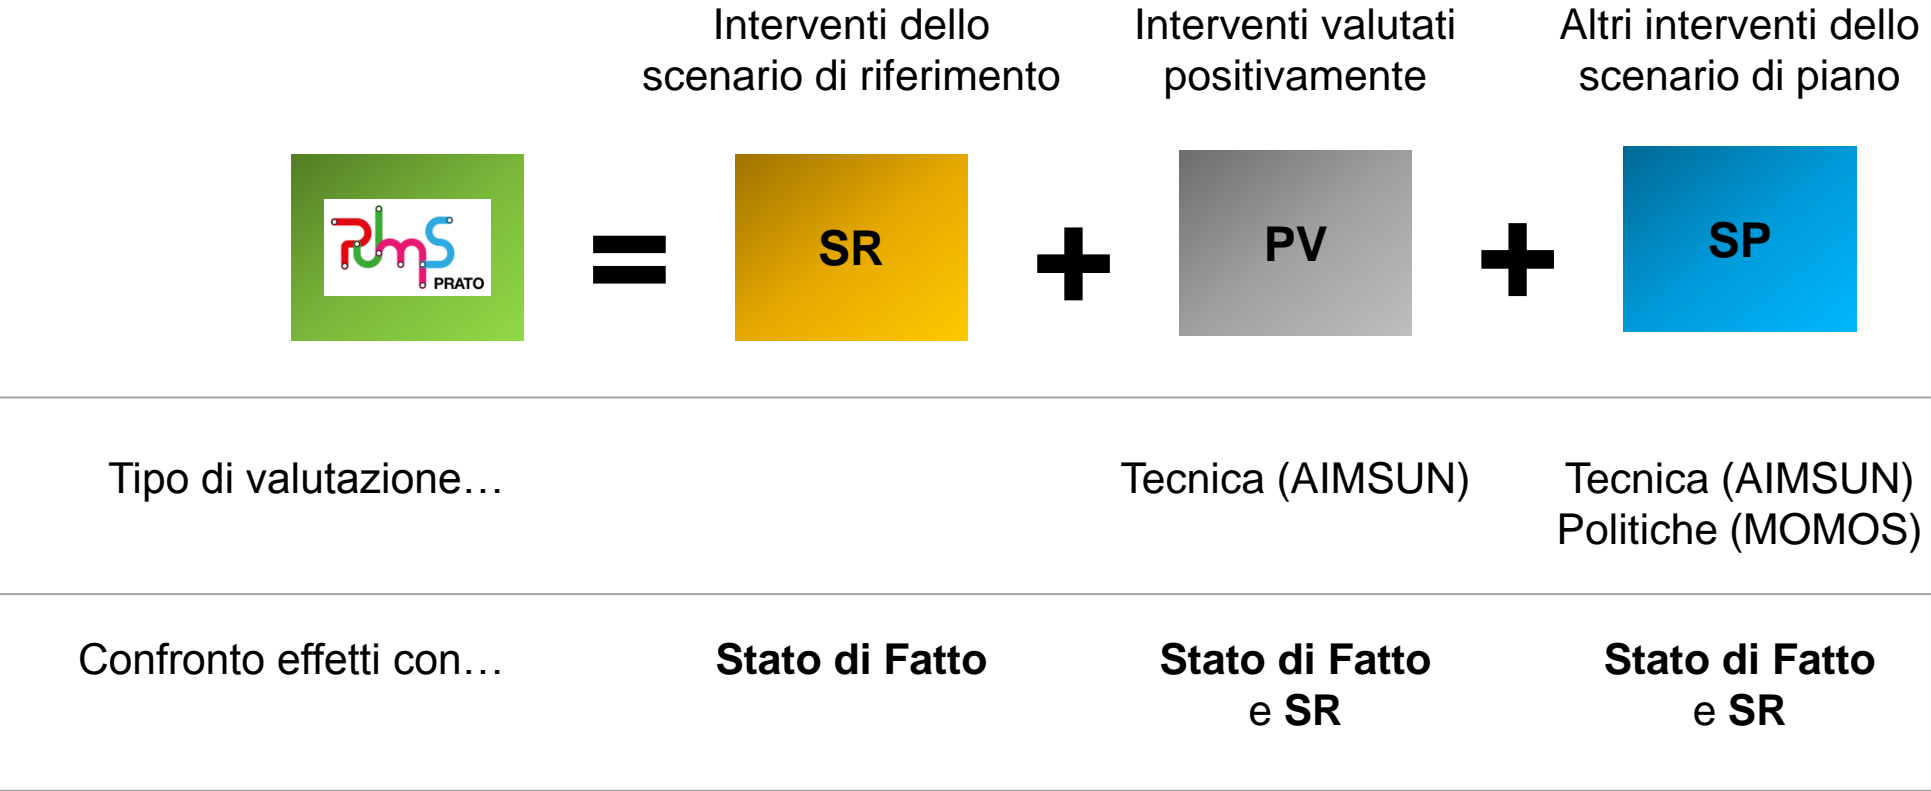 Interventi dello
scenario di riferimento
Interventi valutati
positivamente
Altri interventi dello
scenario di piano
PUMS
PRATO
=
SR
+
PV
+
SP
Tipo di valutazione…
Tecnica (AIMSUN)
Tecnica (AIMSUN)
Politiche (MOMOS)
Confronto effetti con…
Stato di Fatto
Stato di Fatto
e SR
Stato di Fatto
e SR